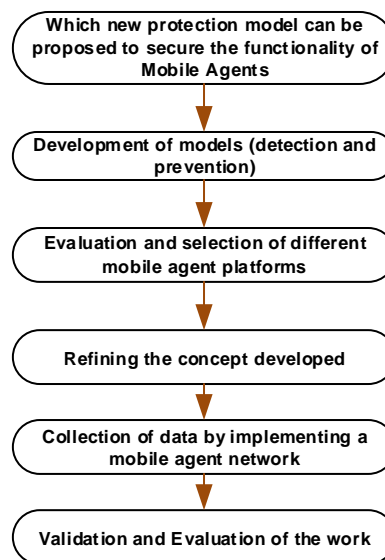 Which new protection model can be
proposed to secure the functionality of
Mobile Agents
Development of models (detection and
prevention)
Evaluation and selection of different
mobile agent platforms
Refining the concept developed
Collection of data by implementing a
mobile agent network
Validation and Evaluation of the work